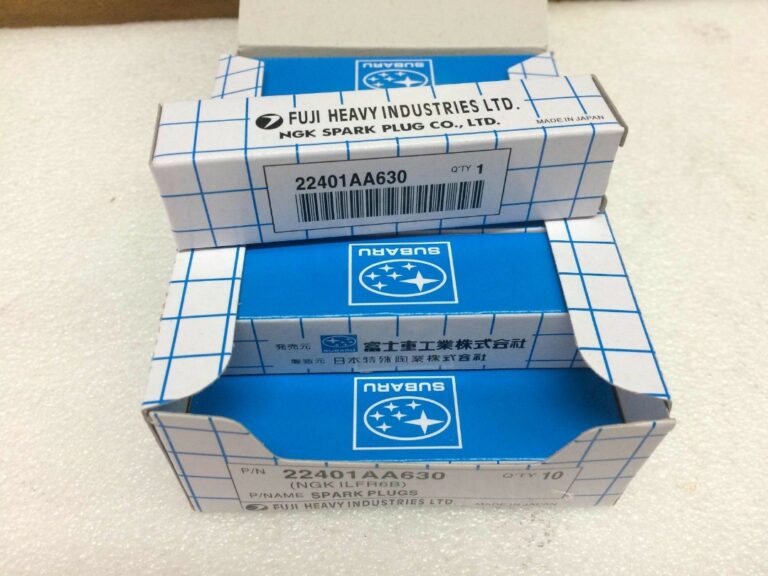 SUBARU
FUJI HEAVY INDUSTRIES LTD.
NGK SPARK PLUG CO., LTD.
MADE IN JAPAN
22401AA630 Q'TY 1
SUBARU
発売元 SUBARU 富士重工業株式会社
製造元 日本特殊陶業株式会社
SUBARU
P/N 22401AA630 Q'TY 10
(NGK ILFR6B)
P/NAME SPARK PLUGS
FUJI HEAVY INDUSTRIES LTD.
MADE IN JAPAN